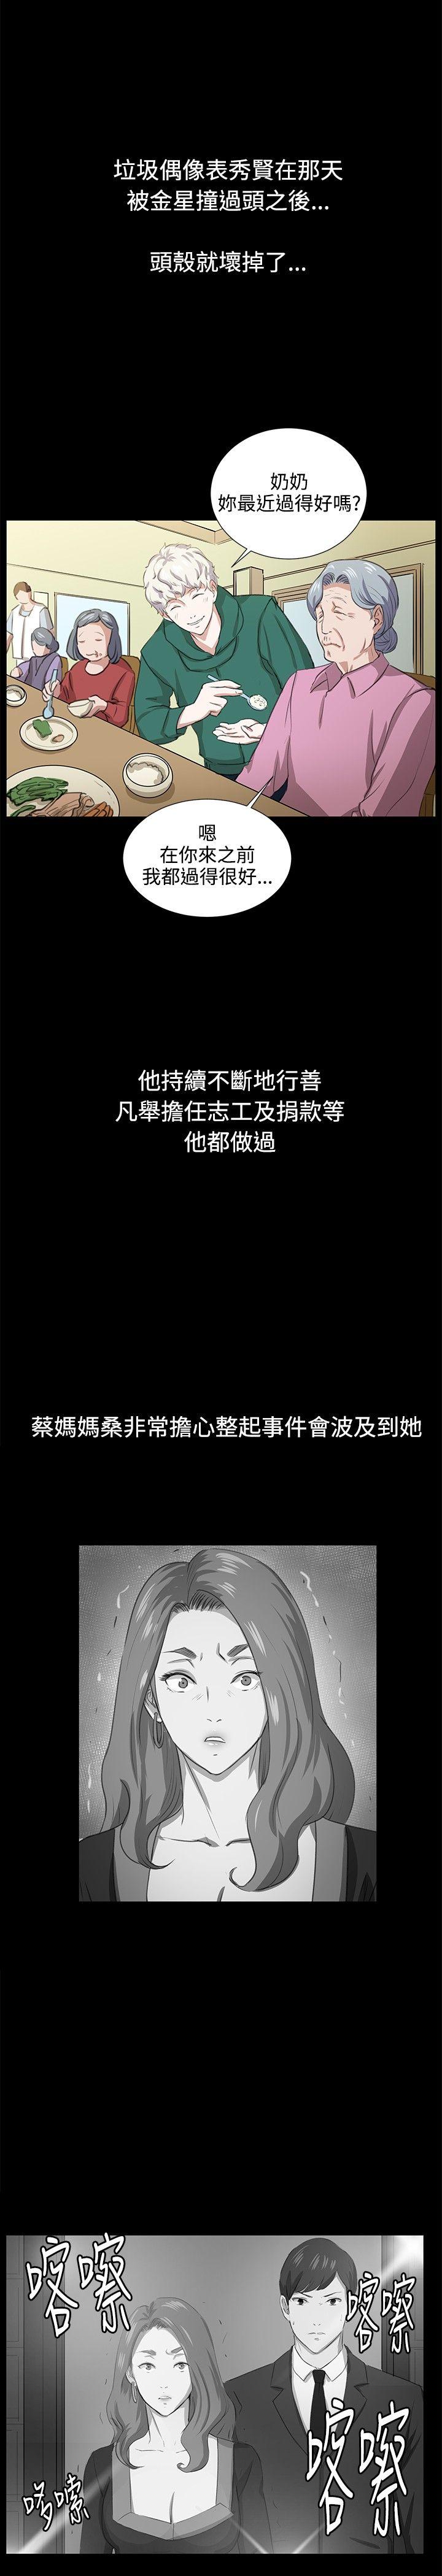 垃圾偶像表秀賢在那天
被金星撞過頭之後...
頭殼就壞掉了...
奶奶
妳最近過得好嗎?
嗯
在你來之前
我都過得很好...
他持續不斷地行善
凡舉擔任志工及捐款等
他都做過
蔡媽媽桑非常擔心整起事件會波及到她
喀嚓
喀嚓
喀嚓
哆嗦